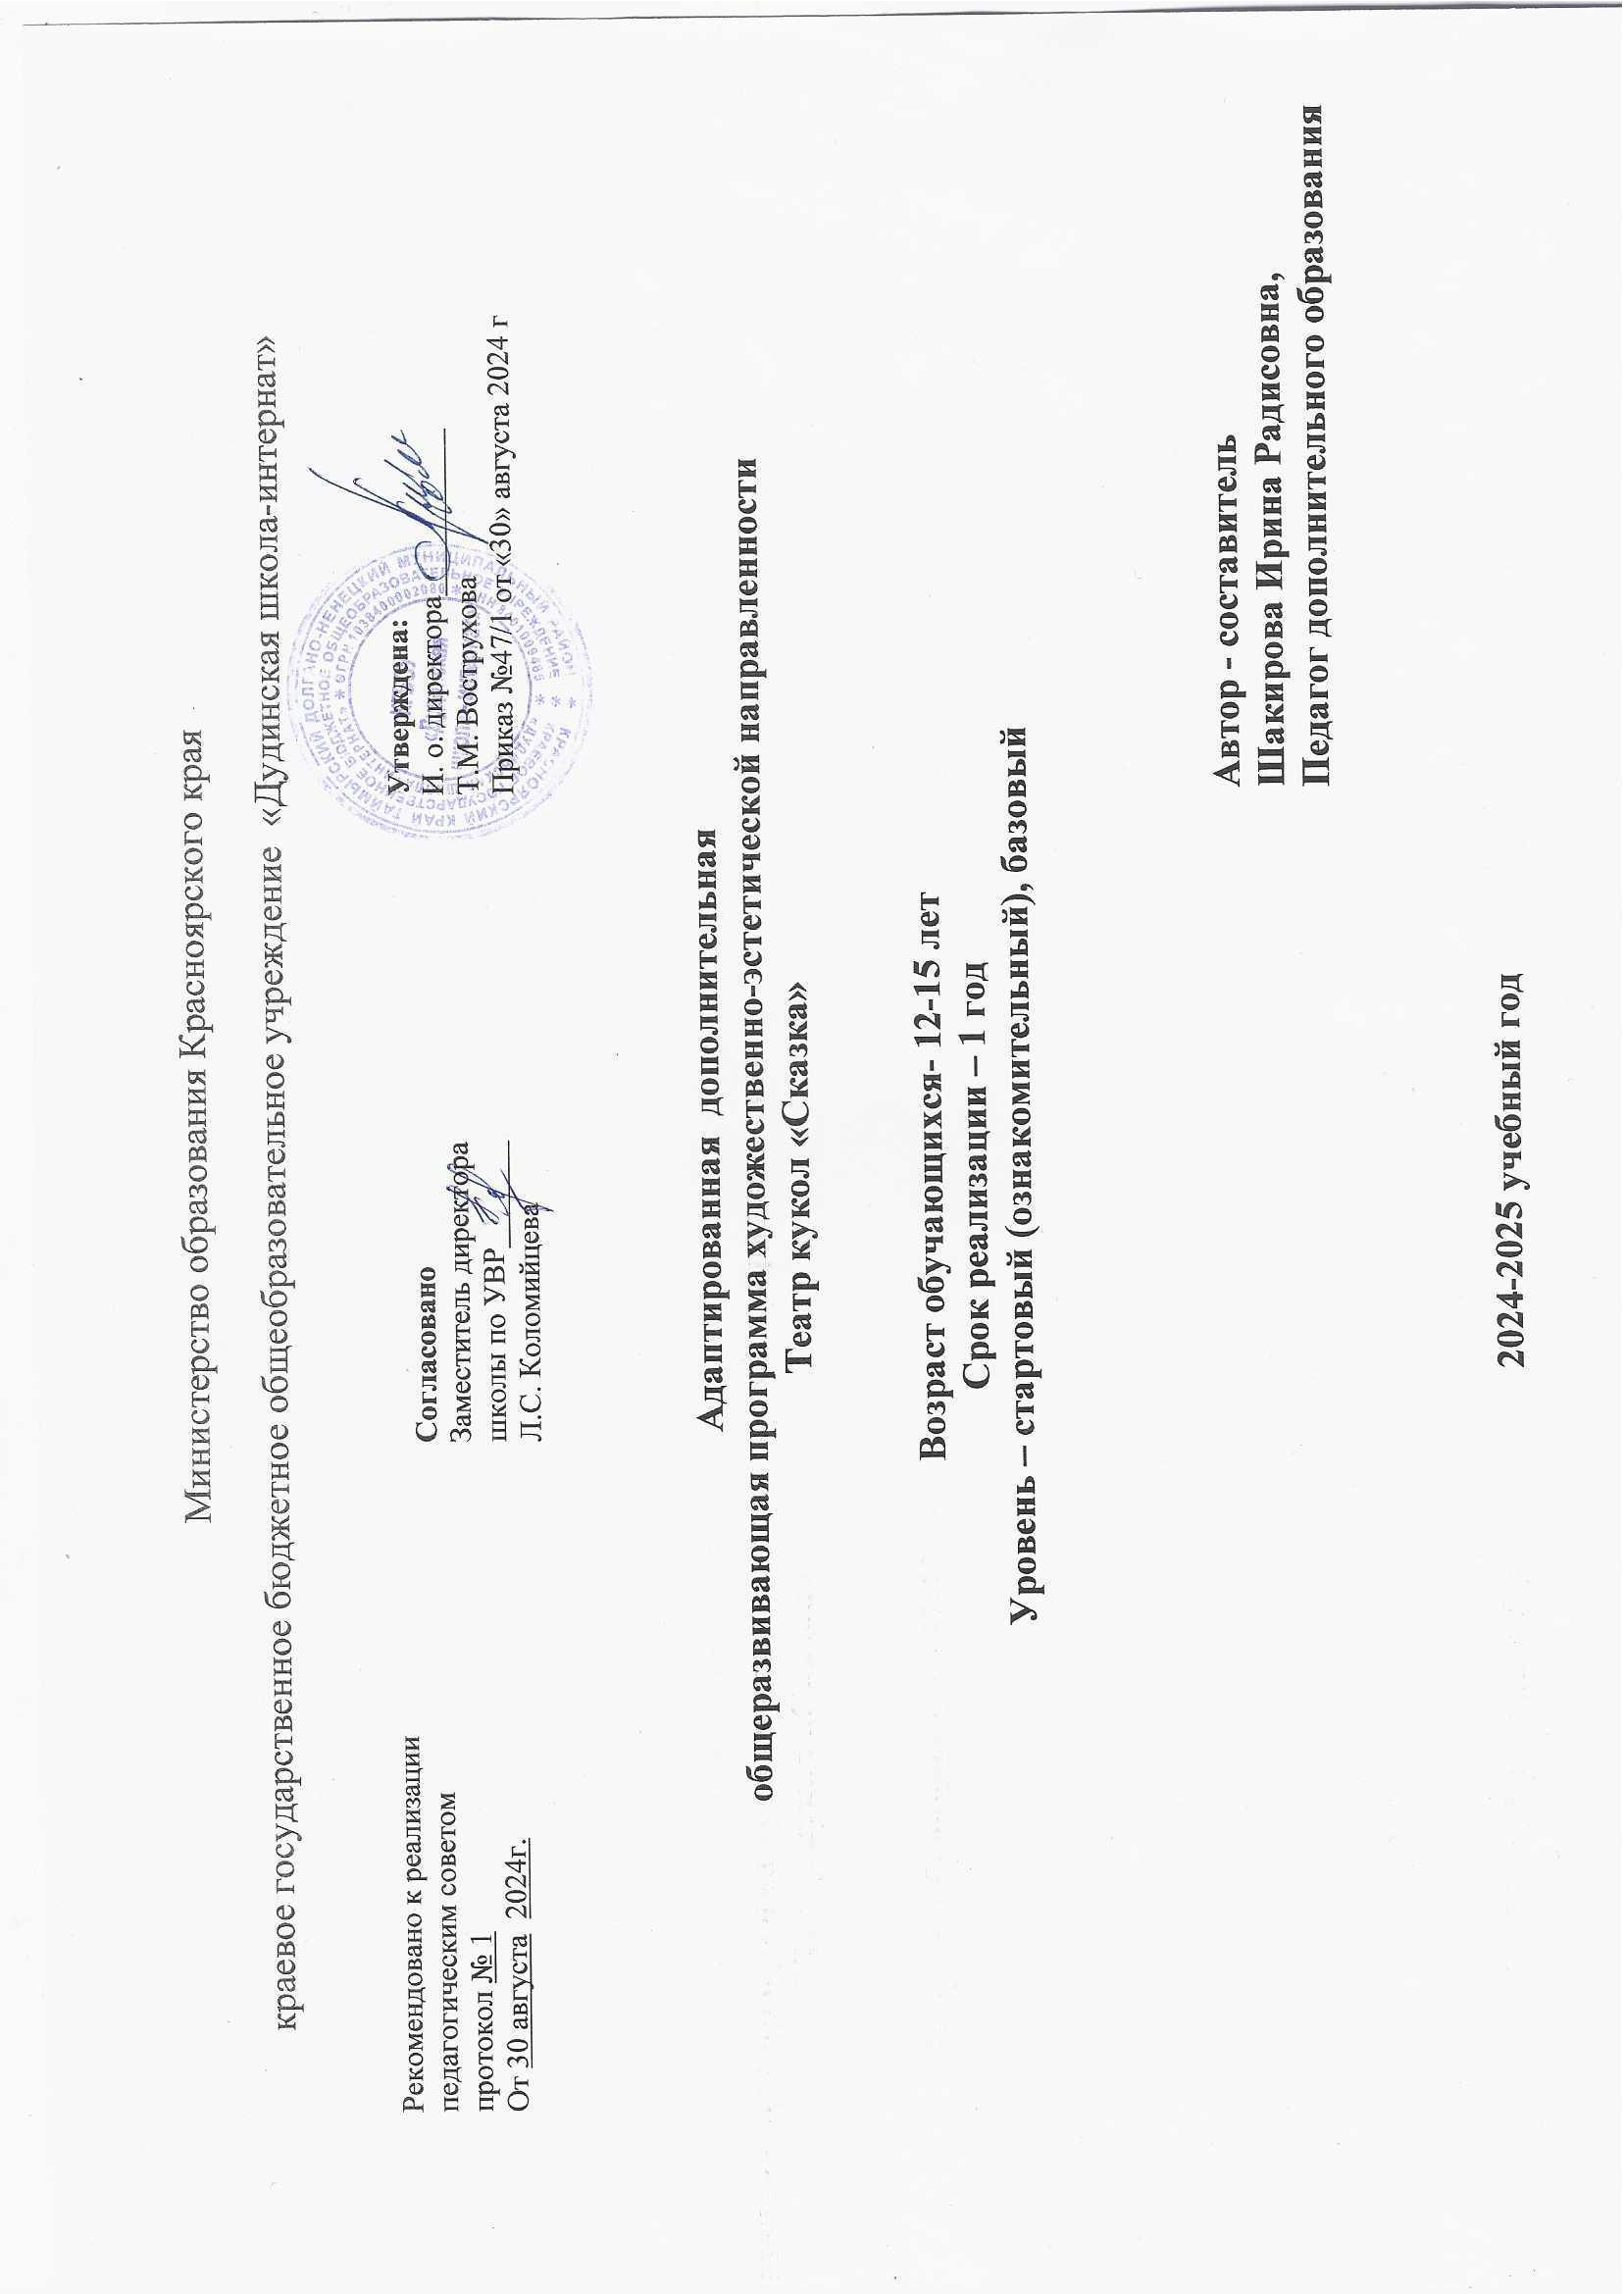 Министерство образования Красноярского края
краевое государственное бюджетное общеобразовательное учреждение «Дудинская школа-интернат»
Рекомендовано к реализации
педагогическим советом
протокол № 1
От 30 августа 2024г.
Согласовано
Заместитель директора
школы по УВР
Л.С. Коломийцева
Утверждена:
И. о. директора
Т.М. Вострухова
Приказ №47/1 от «30» августа 2024 г
Адаптированная дополнительная
общеразвивающая программа художественно-эстетической направленности
Театр кукол «Сказка»
Возраст обучающихся- 12-15 лет
Срок реализации – 1 год
Уровень – стартовый (ознакомительный), базовый
Автор - составитель
Шакирова Ирина Радисовна,
Педагог дополнительного образования
2024-2025 учебный год